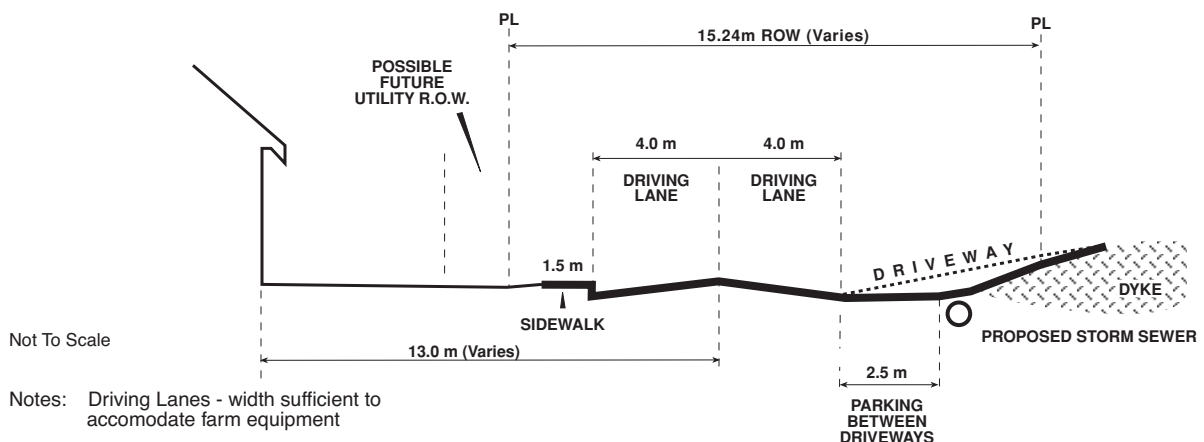 PL
PL
15.24m ROW (Varies)
POSSIBLE
FUTURE
UTILITY R.O.W.
4.0 m
4.0 m
DRIVING
LANE
DRIVING
LANE
DRIVEWAY
1.5 m
SIDEWALK
DYKE
PROPOSED STORM SEWER
Not To Scale
13.0 m (Varies)
2.5 m
PARKING
BETWEEN
DRIVEWAYS
Notes: Driving Lanes - width sufficient to
accomodate farm equipment